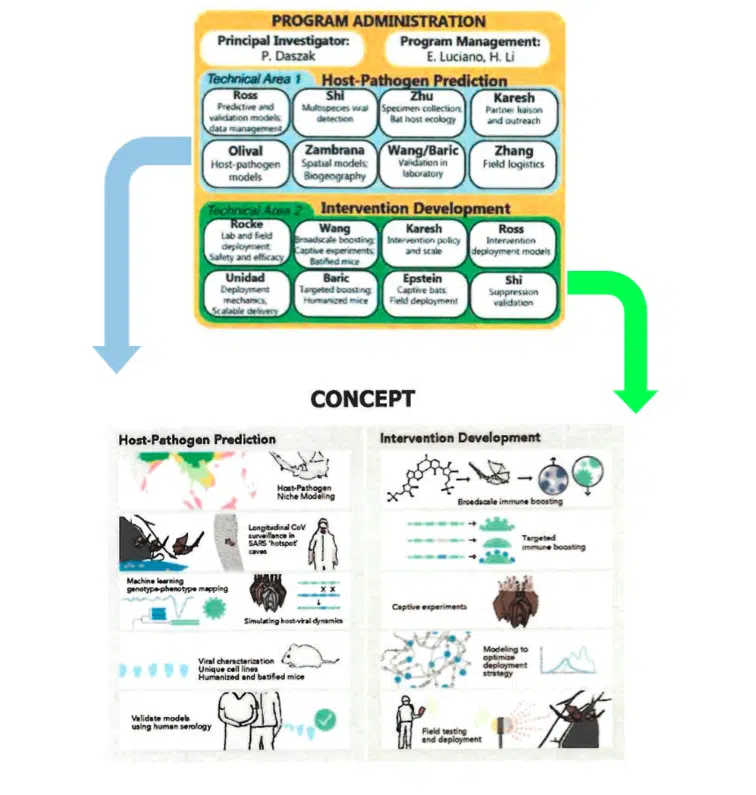 PROGRAM ADMINISTRATION
Principal Investigator:
P. Daszak
Program Management:
E. Luciano, H. Li
Technical Area 1
Host-Pathogen Prediction
Ross
Predictive and
validation models;
data management
Shi
Multispecies viral
detection
Zhu
Specimen collection;
Bat host ecology
Karesh
Partner liaison
and outreach
Olival
Host-pathogen
models
Zambrana
Spatial models;
Biogeography
Wang/Baric
Validation in
laboratory
Zhang
Field logistics
Technical Area 2
Intervention Development
Rocke
Lab and field
deployment;
Safety and efficacy
Wang
Broadscale boosting;
Captive experiments;
Batified mice
Karesh
Intervention policy
and scale
Ross
Intervention
deployment models
Unidad
Deployment
mechanics,
Scalable delivery
Baric
Targeted boosting;
Humanized mice
Epstein
Captive bats;
Field deployment
Shi
Suppression
validation
CONCEPT
Host-Pathogen Prediction
Host-Pathogen
Niche Modeling
Longitudinal CoV
surveillance in
SARS 'hotspot'
caves
Machine learning
genotype-phenotype mapping
X X
Simulating host-viral dynamics
Viral characterization
Unique cell lines
Humanized and batified mice
Validate models
using human serology
Intervention Development
Broadscale immune boosting
Targeted
immune boosting
Captive experiments
Modeling to
optimize
deployment
strategy
Field testing
and deployment